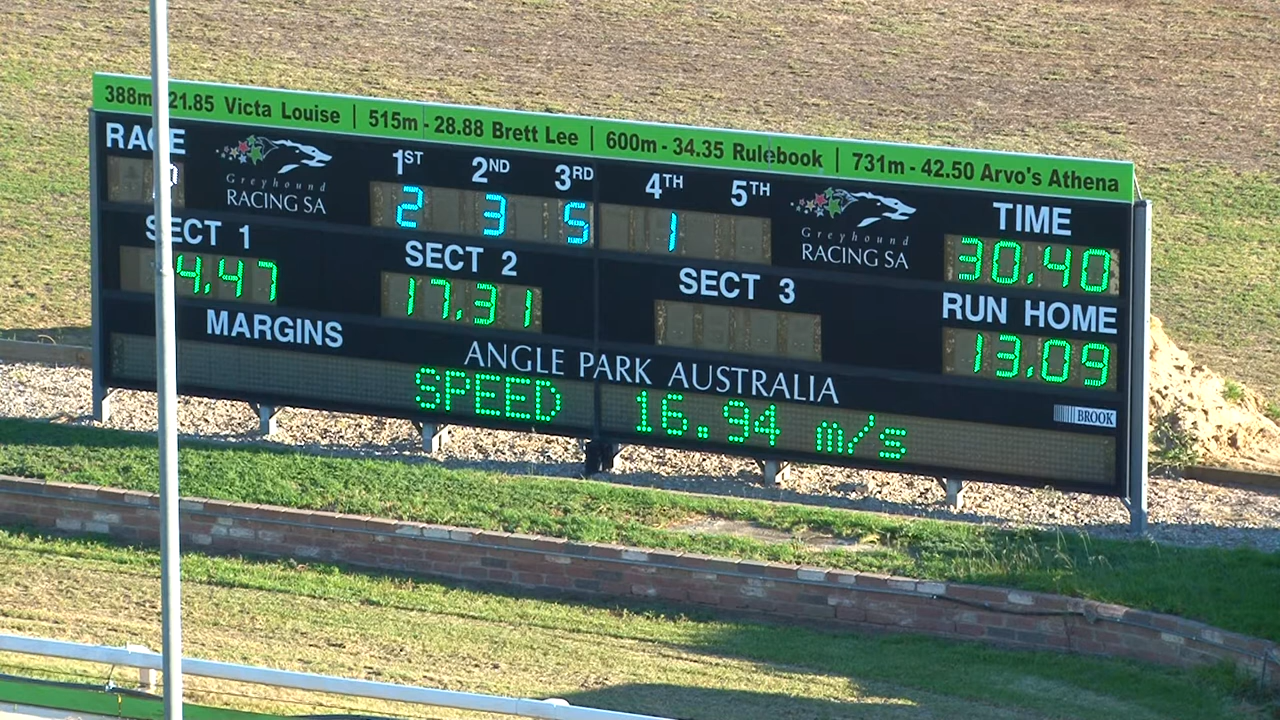 388m 21.85 Victa Louise | 515m - 28.88 Brett Lee | 600m - 34.35 Rulebook | 731m - 42.50 Arvo's Athena
RACE
Greyhound
RACING SA
1ST 2ND 3RD 4TH 5TH
2 3 5 1
Greyhound
RACING SA
TIME
30.40
SECT 1
4.47
SECT 2
17.31
SECT 3
RUN HOME
13.09
MARGINS
ANGLE PARK AUSTRALIA
BROOK
SPEED 16.94 m/s